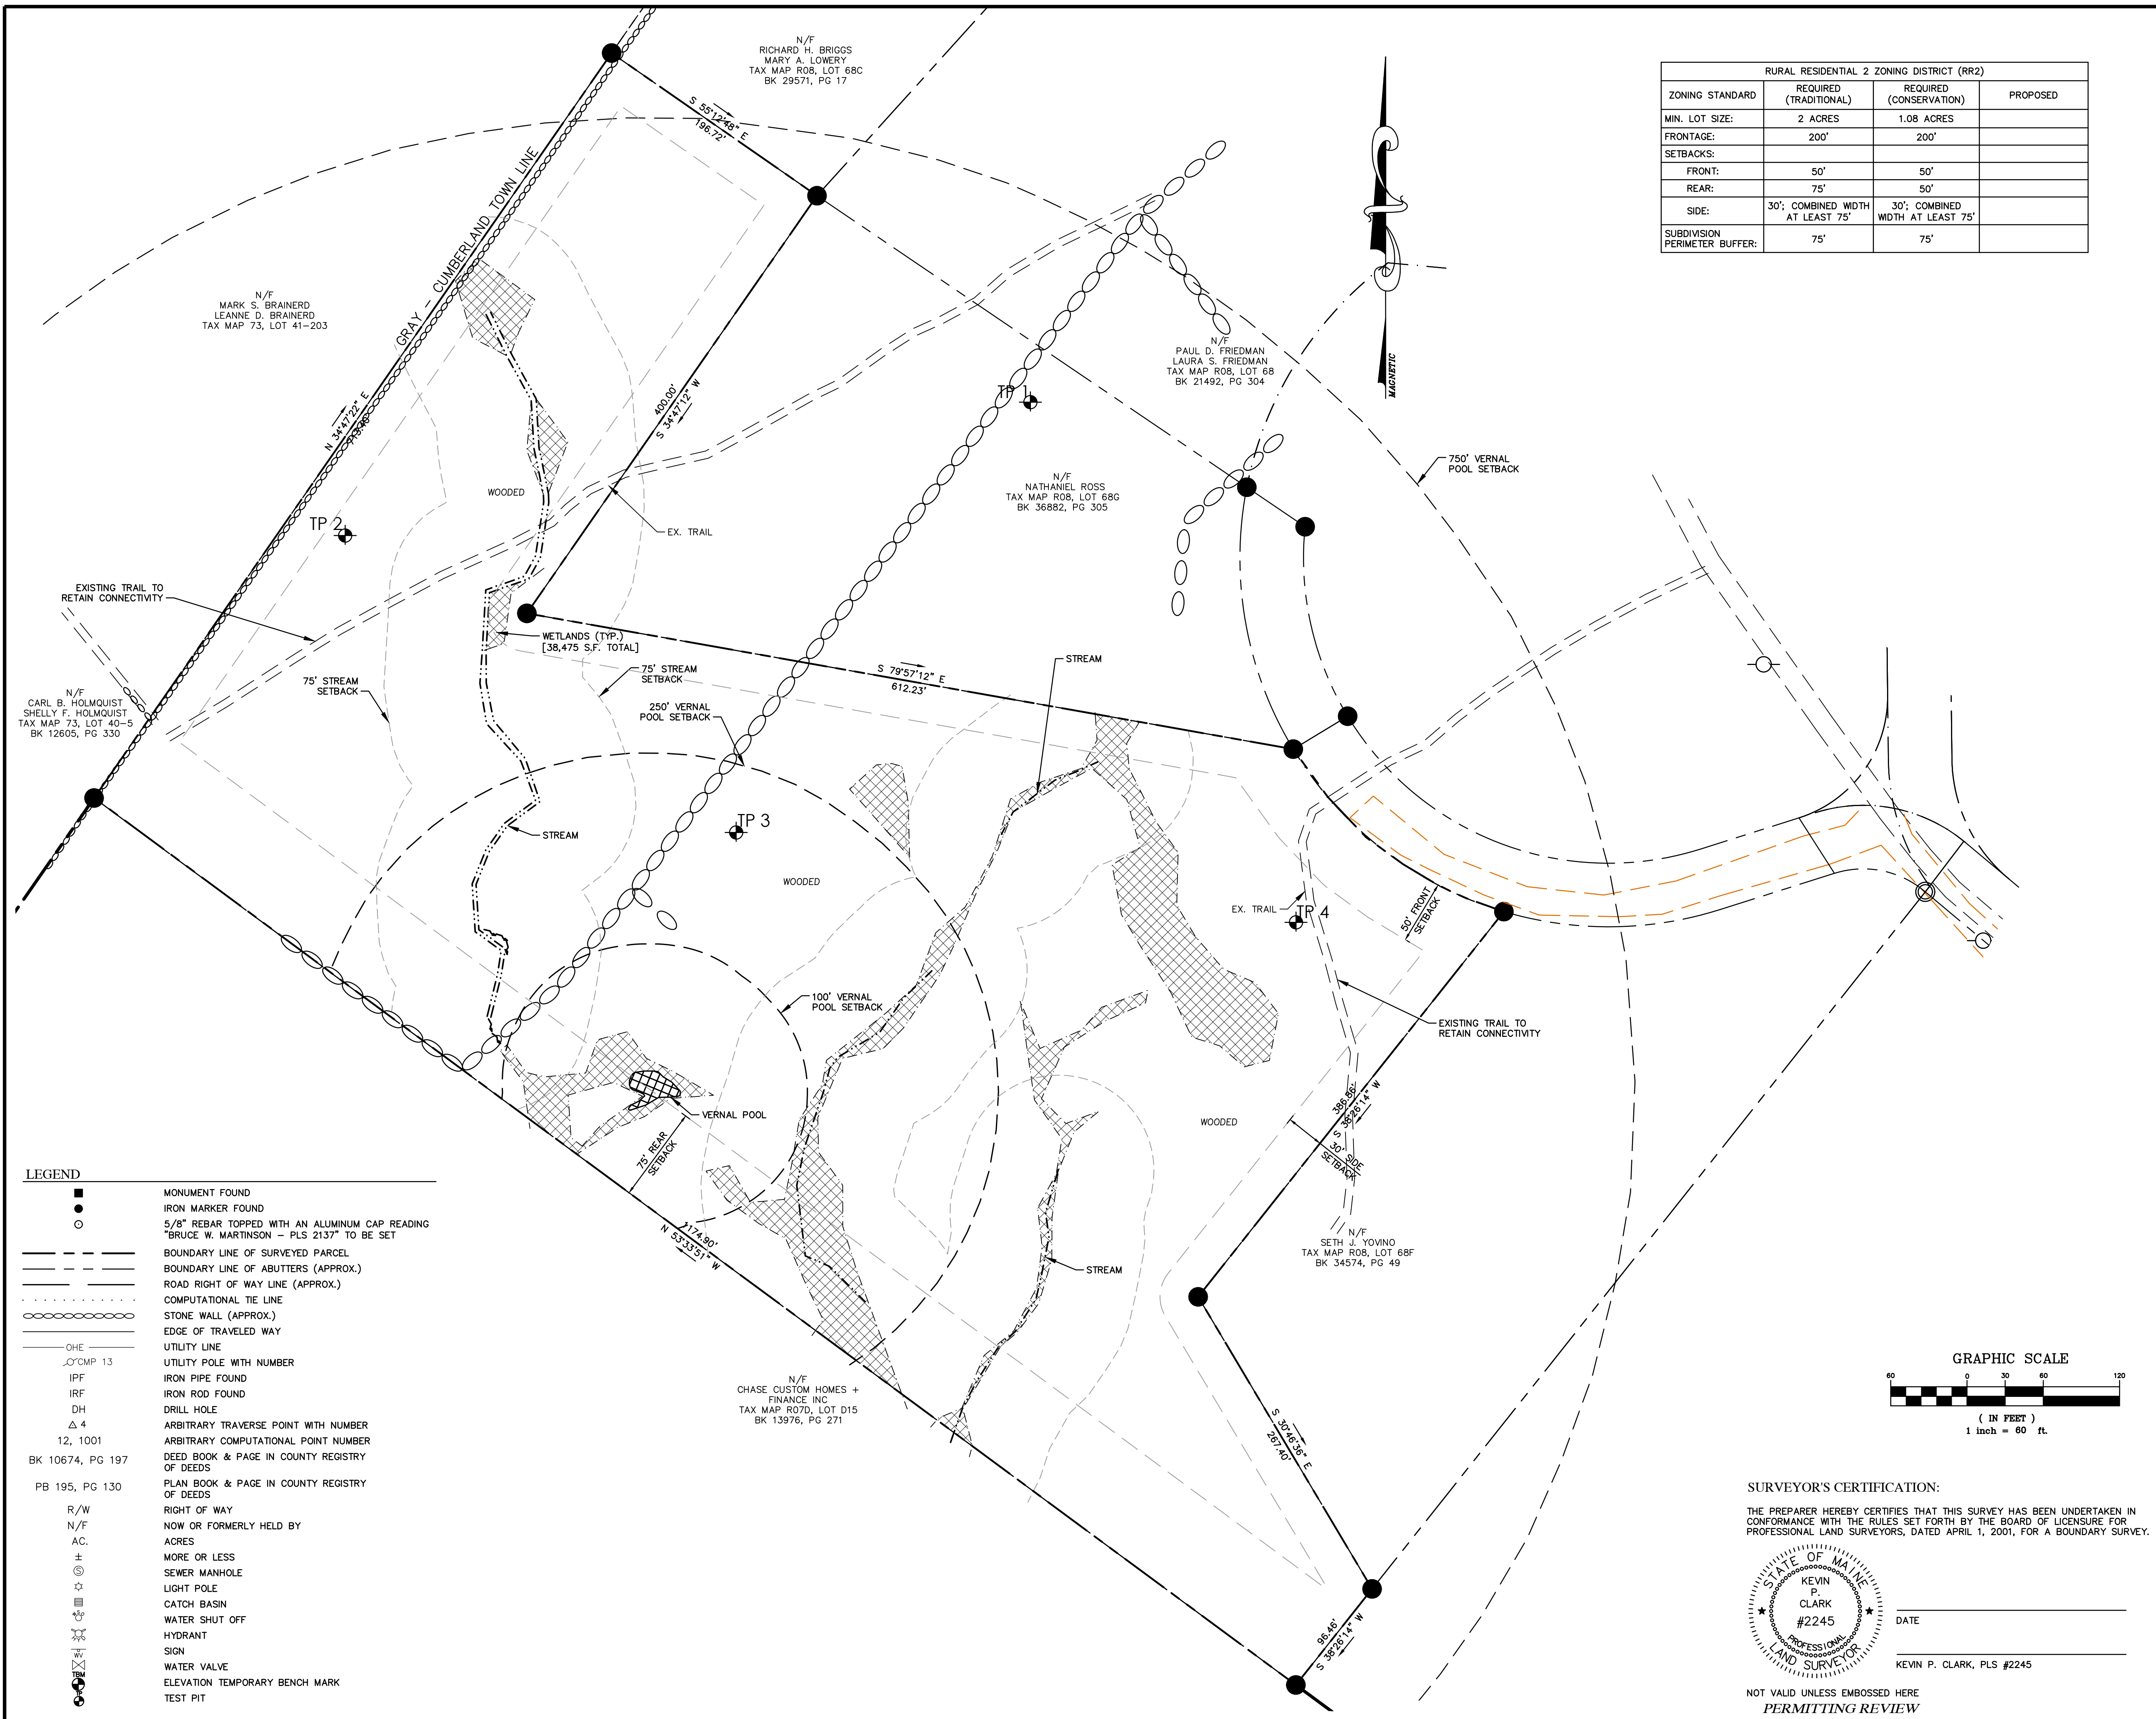 N/F
RICHARD H. BRIGGS
MARY A. LOWERY
TAX MAP R08, LOT 68C
BK 29571, PG 17
S 55°12'48" E
196.72'
RURAL RESIDENTIAL 2 ZONING DISTRICT (RR2)
ZONING STANDARD
REQUIRED
(TRADITIONAL)
REQUIRED
(CONSERVATION)
PROPOSED
MIN. LOT SIZE:
2 ACRES
1.08 ACRES
FRONTAGE:
200'
200'
SETBACKS:
FRONT:
50'
50'
REAR:
75'
50'
SIDE:
30'; COMBINED WIDTH
AT LEAST 75'
30'; COMBINED
WIDTH AT LEAST 75'
SUBDIVISION
PERIMETER BUFFER:
75'
75'
MAGNETIC
GRAY - CUMBERLAND TOWN LINE
N/F
MARK S. BRAINERD
LEANNE D. BRAINERD
TAX MAP 73, LOT 41-203
N 34°47'22" E
400.00'
S 34°47'12" W
N/F
PAUL D. FRIEDMAN
LAURA S. FRIEDMAN
TAX MAP R08, LOT 68
BK 21492, PG 304
TP 1
750' VERNAL
POOL SETBACK
N/F
NATHANIEL ROSS
TAX MAP R08, LOT 68G
BK 36882, PG 305
WOODED
TP 2
EX. TRAIL
EXISTING TRAIL TO
RETAIN CONNECTIVITY
WETLANDS (TYP.)
[38,475 S.F. TOTAL]
S 79°57'12" E
612.23'
STREAM
75' STREAM
SETBACK
75' STREAM
SETBACK
250' VERNAL
POOL SETBACK
N/F
CARL B. HOLMQUIST
SHELLY F. HOLMQUIST
TAX MAP 73, LOT 40-5
BK 12605, PG 330
STREAM
TP 3
WOODED
EX. TRAIL
TP 4
50' FRONT
SETBACK
100' VERNAL
POOL SETBACK
EXISTING TRAIL TO
RETAIN CONNECTIVITY
VERNAL POOL
75' REAR
SETBACK
WOODED
386.86'
S 38°26'14" W
30' SIDE
SETBACK
1174.90'
N 53°33'51" W
N/F
SETH J. YOVINO
TAX MAP R08, LOT 68F
BK 34574, PG 49
STREAM
N/F
CHASE CUSTOM HOMES +
FINANCE INC
TAX MAP R07D, LOT D15
BK 13976, PG 271
S 30°46'36" E
267.40'
96.46'
S 38°26'14" W
LEGEND
MONUMENT FOUND
IRON MARKER FOUND
5/8" REBAR TOPPED WITH AN ALUMINUM CAP READING
"BRUCE W. MARTINSON - PLS 2137" TO BE SET
BOUNDARY LINE OF SURVEYED PARCEL
BOUNDARY LINE OF ABUTTERS (APPROX.)
ROAD RIGHT OF WAY LINE (APPROX.)
COMPUTATIONAL TIE LINE
STONE WALL (APPROX.)
EDGE OF TRAVELED WAY
OHE UTILITY LINE
CMP 13 UTILITY POLE WITH NUMBER
IPF IRON PIPE FOUND
IRF IRON ROD FOUND
DH DRILL HOLE
△ 4 ARBITRARY TRAVERSE POINT WITH NUMBER
12, 1001 ARBITRARY COMPUTATIONAL POINT NUMBER
BK 10674, PG 197 DEED BOOK & PAGE IN COUNTY REGISTRY
OF DEEDS
PB 195, PG 130 PLAN BOOK & PAGE IN COUNTY REGISTRY
OF DEEDS
R/W RIGHT OF WAY
N/F NOW OR FORMERLY HELD BY
AC. ACRES
± MORE OR LESS
Ⓢ SEWER MANHOLE
LIGHT POLE
CATCH BASIN
WATER SHUT OFF
HYDRANT
SIGN
WV WATER VALVE
TBM ELEVATION TEMPORARY BENCH MARK
TP TEST PIT
GRAPHIC SCALE
60 0 30 60 120
( IN FEET )
1 inch = 60 ft.
SURVEYOR'S CERTIFICATION:
THE PREPARER HEREBY CERTIFIES THAT THIS SURVEY HAS BEEN UNDERTAKEN IN
CONFORMANCE WITH THE RULES SET FORTH BY THE BOARD OF LICENSURE FOR
PROFESSIONAL LAND SURVEYORS, DATED APRIL 1, 2001, FOR A BOUNDARY SURVEY.
STATE OF MAINE
KEVIN
P.
CLARK
#2245
PROFESSIONAL
LAND SURVEYOR
DATE
KEVIN P. CLARK, PLS #2245
NOT VALID UNLESS EMBOSSED HERE
PERMITTING REVIEW